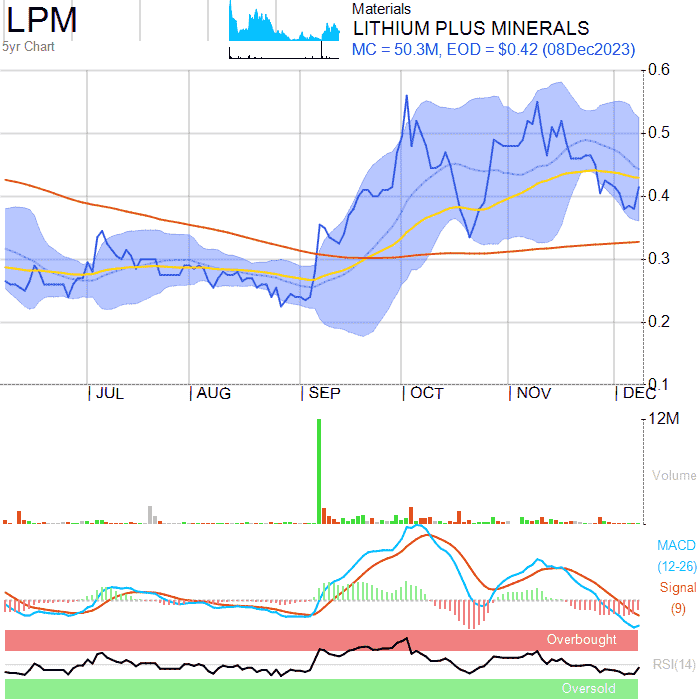 LPM
5yr Chart
Materials
LITHIUM PLUS MINERALS
MC = 50.3M, EOD = $0.42 (08Dec2023)
0.6
0.5
0.4
0.3
0.2
0.1
JUL AUG SEP OCT NOV DEC
12M
Volume
MACD
(12-26)
Signal
(9)
Overbought
RSI(14)
Oversold